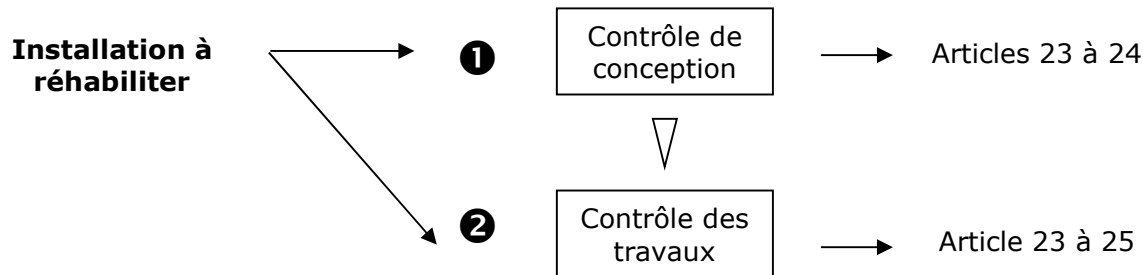 Installation à
réhabiliter
❶
Contrôle de
conception
Articles 23 à 24
❷
Contrôle des
travaux
Article 23 à 25